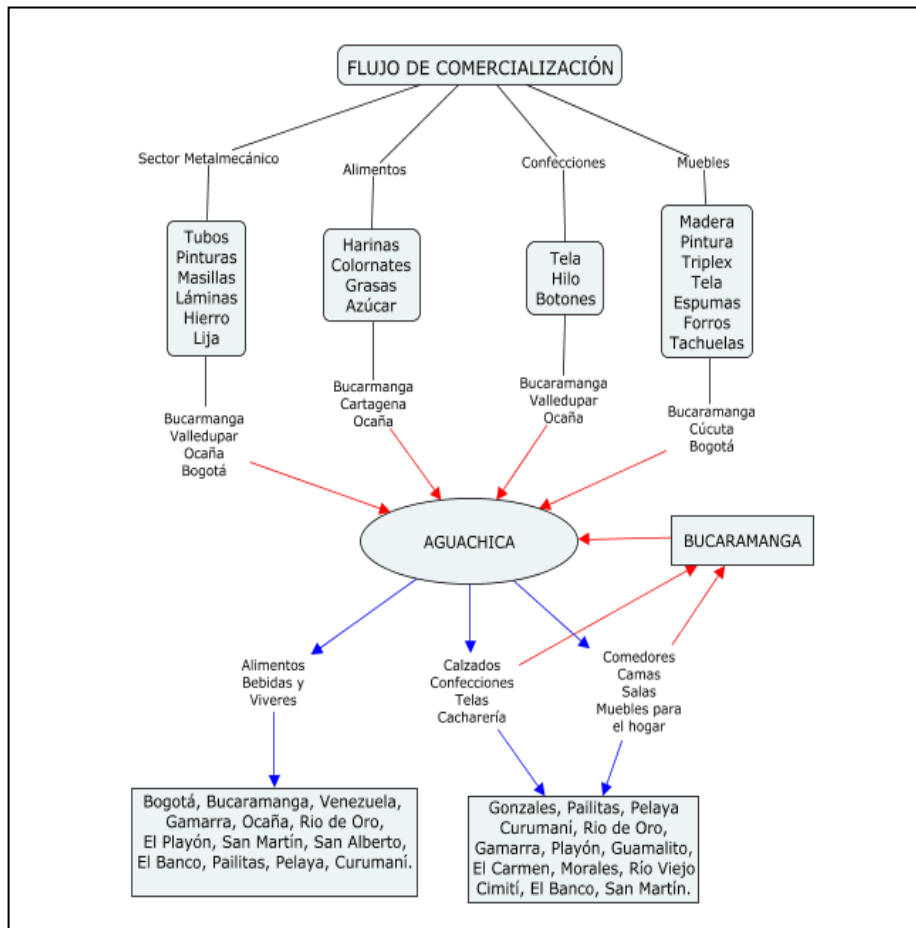 FLUJO DE COMERCIALIZACIÓN
Sector Metalmecánico
Alimentos
Confecciones
Muebles
Tubos
Pinturas
Masillas
Láminas
Hierro
Lija
Harinas
Colornates
Grasas
Azúcar
Tela
Hilo
Botones
Madera
Pintura
Triplex
Tela
Espumas
Forros
Tachuelas
Bucarmanga
Valledupar
Ocaña
Bogotá
Bucarmanga
Cartagena
Ocaña
Bucaramanga
Valledupar
Ocaña
Bucaramanga
Cúcuta
Bogotá
AGUACHICA
BUCARAMANGA
Alimentos
Bebidas y
Viveres
Calzados
Confecciones
Telas
Cacharería
Comedores
Camas
Salas
Muebles para
el hogar
Bogotá, Bucaramanga, Venezuela,
Gamarra, Ocaña, Rio de Oro,
El Playón, San Martín, San Alberto,
El Banco, Pailitas, Pelaya, Curumaní.
Gonzales, Pailitas, Pelaya
Curumaní, Rio de Oro,
Gamarra, Playón, Guamalito,
El Carmen, Morales, Río Viejo
Cimití, El Banco, San Martín.